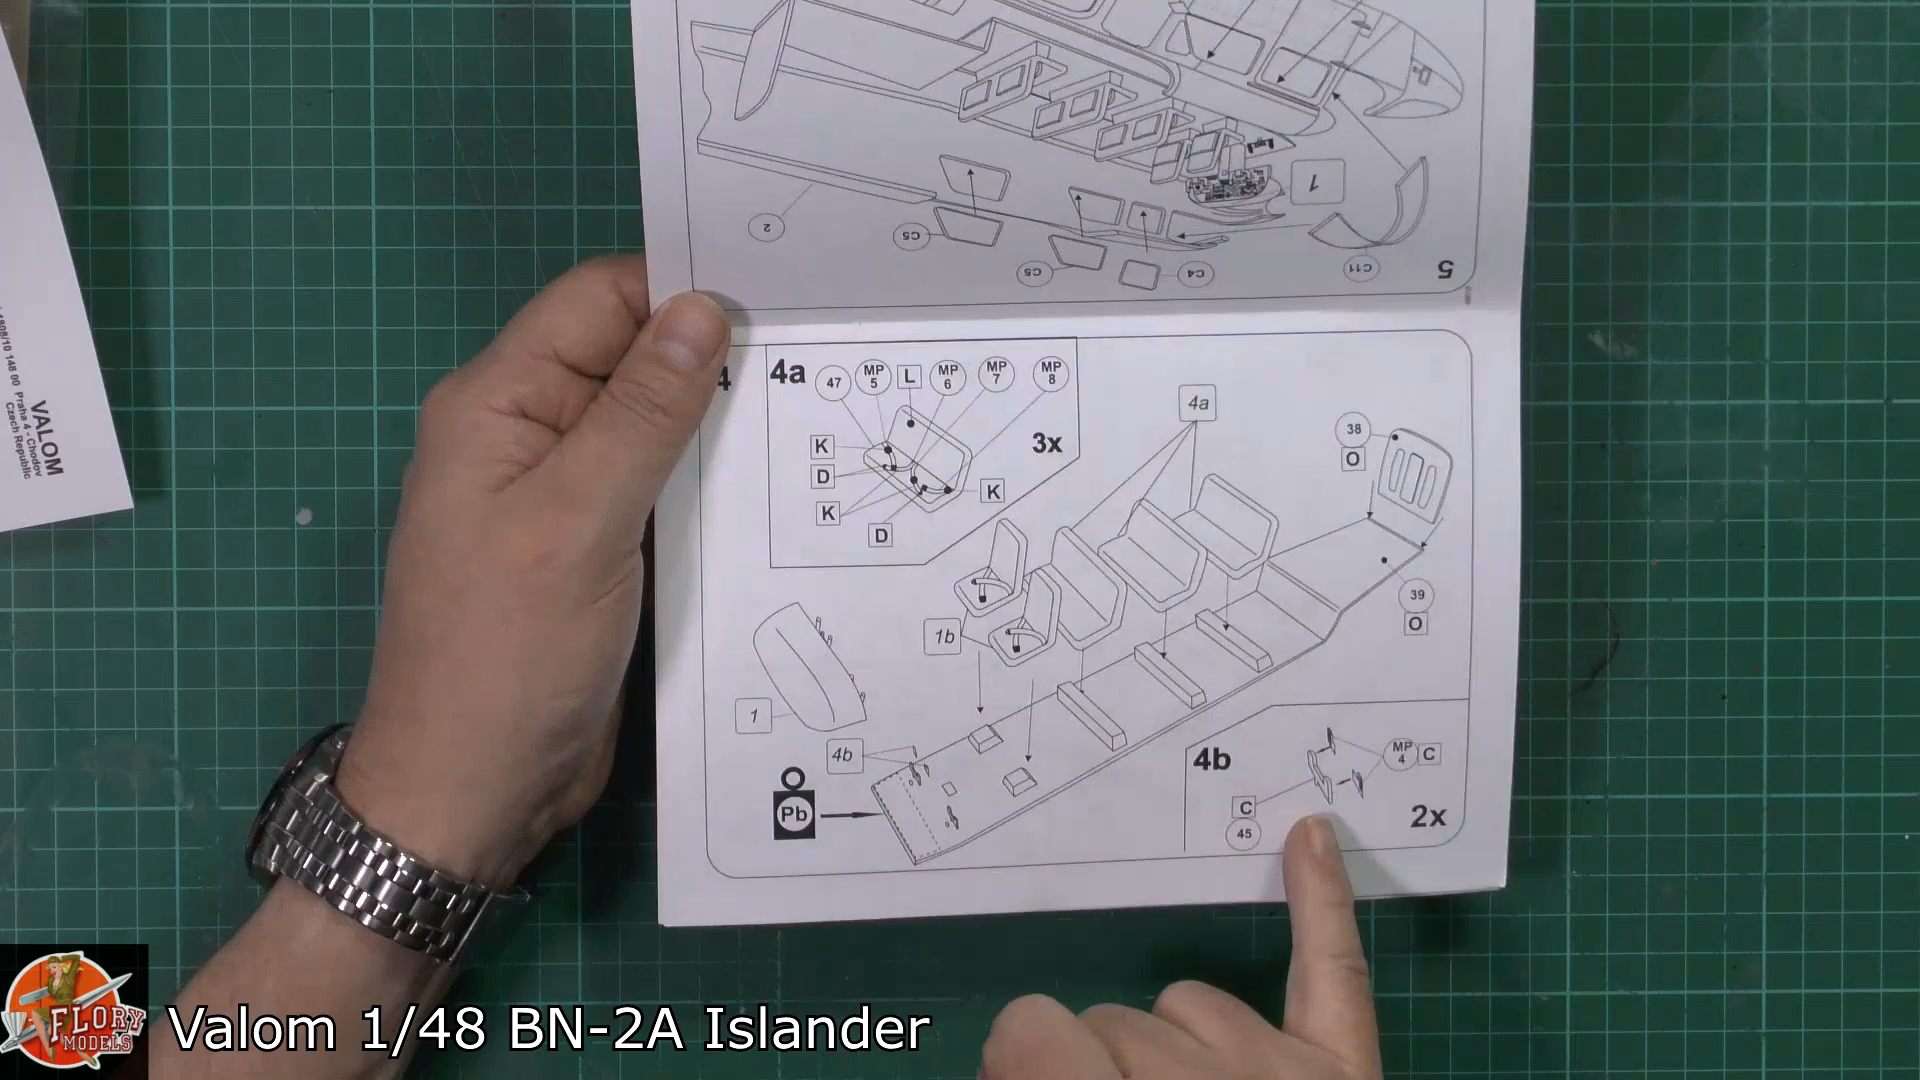 1
2
C5
C5
C4
C11
5
4
4a
47
MP 5
L
MP 6
MP 7
MP 8
K
D
K
D
K
3x
4a
38
O
1b
39
O
1
4b
Pb
4b
MP 4
C
C
45
2x
148 00 Praha 4 - Chodov
Czech Republic
VALOM
FLORY
MODELS
Valom 1/48 BN-2A Islander